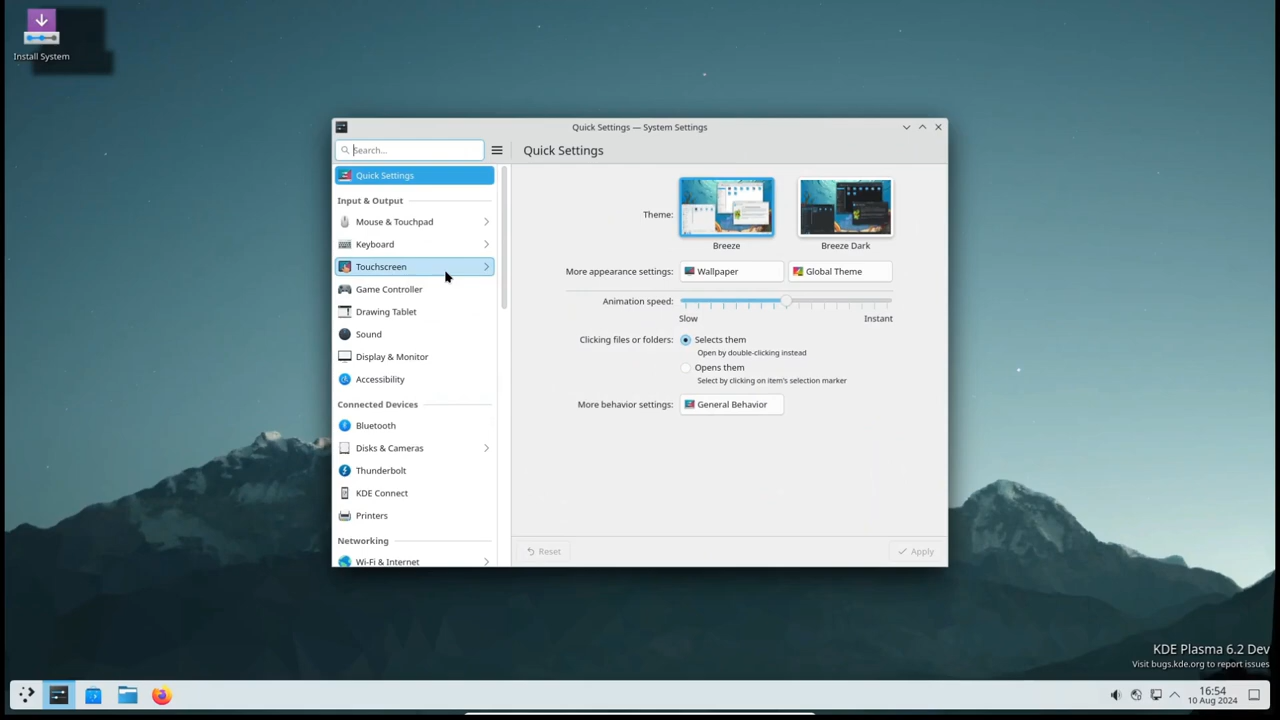 Install System
Quick Settings — System Settings
Search...
Quick Settings
Quick Settings
Input & Output
Mouse & Touchpad
Keyboard
Touchscreen
Game Controller
Drawing Tablet
Sound
Display & Monitor
Accessibility
Connected Devices
Bluetooth
Disks & Cameras
Thunderbolt
KDE Connect
Printers
Networking
Wi-Fi & Internet
Theme:
Breeze
Breeze Dark
More appearance settings:
Wallpaper
Global Theme
Animation speed:
Slow
Instant
Clicking files or folders:
Selects them
Open by double-clicking instead
Opens them
Select by clicking on item's selection marker
More behavior settings:
General Behavior
Reset
Apply
KDE Plasma 6.2 Dev
Visit bugs.kde.org to report issues
16:54
10 Aug 2024